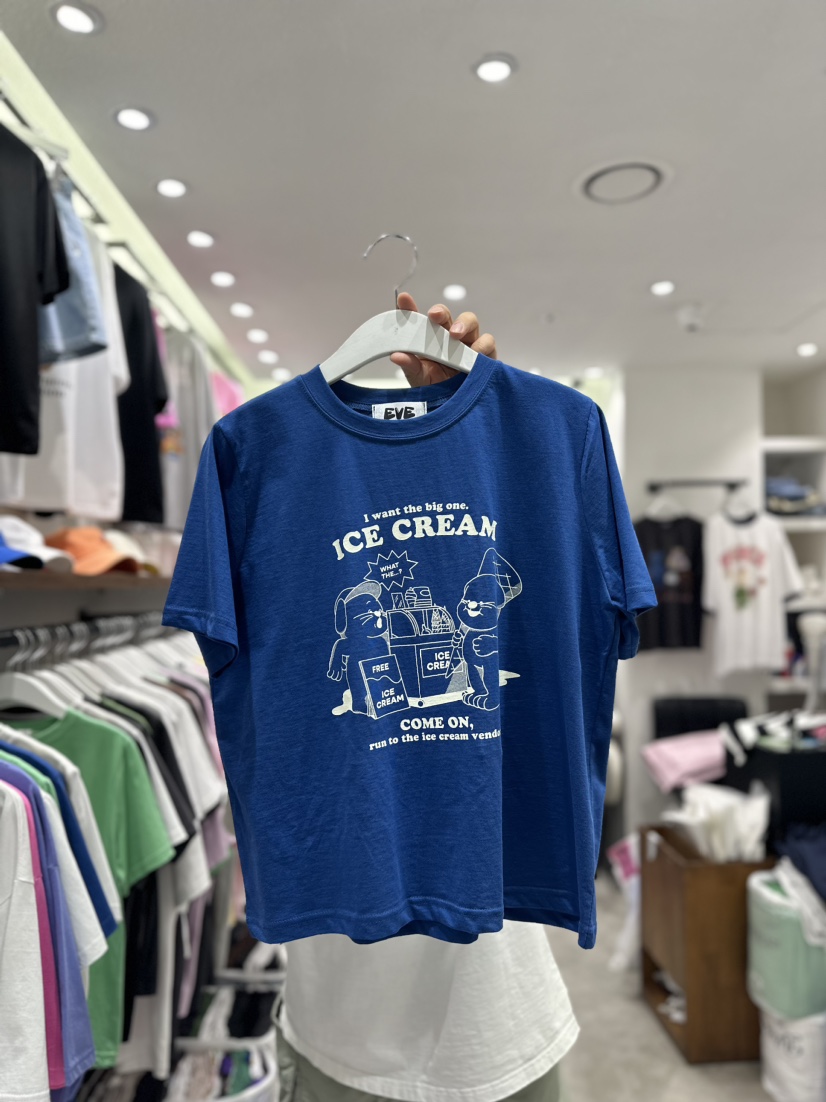 EVE
I want the big one.
ICE CREAM
WHAT
THE...?
ICE
CREA
FREE
ICE
CREAM
COME ON,
run to the ice cream vendo